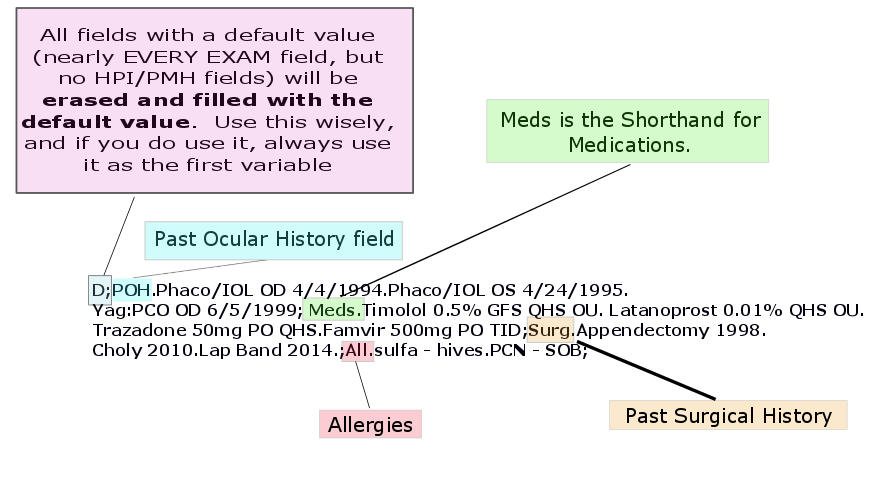 All fields with a default value
(nearly EVERY EXAM field, but
no HPI/PMH fields) will be
erased and filled with the
default value.  Use this wisely,
and if you do use it, always use
it as the first variable
Meds is the Shorthand for
Medications.
Past Ocular History field
D;POH.Phaco/IOL OD 4/4/1994.Phaco/IOL OS 4/24/1995.
Yag:PCO OD 6/5/1999; Meds.Timolol 0.5% GFS QHS OU. Latanoprost 0.01% QHS OU.
Trazadone 50mg PO QHS.Famvir 500mg PO TID;Surg.Appendectomy 1998.
Choly 2010.Lap Band 2014.;All.sulfa - hives.PCN - SOB;
Allergies
Past Surgical History